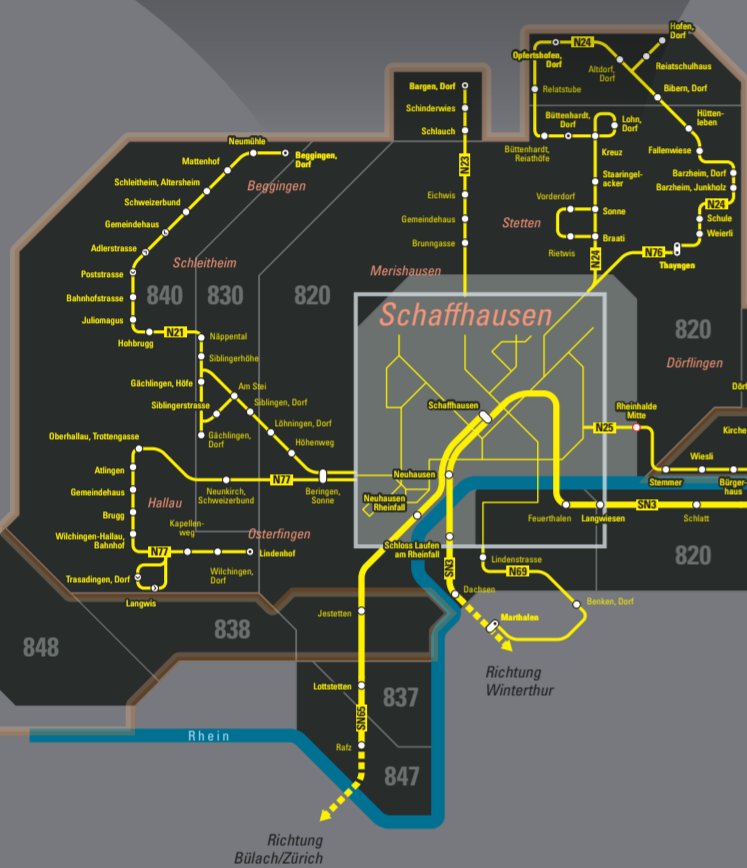 Hofen,
Dorf
N24
Opfertshofen,
Dorf
Altdorf,
Dorf
Reiatschulhaus
Bargen, Dorf
Reiatstube
Bibern, Dorf
Schinderwies
Büttenhardt,
Dorf
Lohn,
Dorf
Hütten-
leben
Schlauch
Neumühle
Beggingen,
Dorf
Büttenhardt,
Reiathöfe
Kreuz
Fallenwiese
Mattenhof
N23
Barzheim, Dorf
Schleitheim, Altersheim
Beggingen
Staaringel-
acker
Barzheim, Junkholz
Schweizerbund
Eichwis
Vorderdorf
N24
Gemeindehaus
Gemeindehaus
Stetten
Sonne
Schule
Weierli
Adlerstrasse
Brunngasse
Braati
Rietwis
N24
N76
Thayngen
Schleitheim
Merishausen
Poststrasse
840
830
820
Bahnhofstrasse
Juliomagus
Schaffhausen
820
N21
Hohbrugg
Näppental
Siblingerhöhe
Dörflingen
Gächlingen, Höfe
Am Stei
Dörf
Siblingerstrasse
Siblingen, Dorf
Schaffhausen
Rheinhalde
Mitte
Löhningen, Dorf
N25
Kirche
Oberhallau, Trottengasse
Gächlingen,
Dorf
Höhenweg
Wiesli
Atlingen
N77
Neuhausen
Stemmer
Bürger-
haus
Gemeindehaus
Neunkirch,
Schweizerbund
Beringen,
Sonne
Neuhausen
Rheinfall
SN3
Hallau
Brugg
Kapellen-
weg
Feuerthalen
Langwiesen
Schlatt
Wilchingen-Hallau,
Bahnhof
Osterfingen
Schloss Laufen
am Rheinfall
N77
Lindenhof
820
Lindenstrasse
SN3
N69
Trasadingen, Dorf
Wilchingen,
Dorf
Dachsen
Langwis
Benken, Dorf
Jestetten
Marthalen
838
848
Richtung
Winterthur
Lottstetten
837
SN65
Rhein
Rafz
847
Richtung
Bülach/Zürich